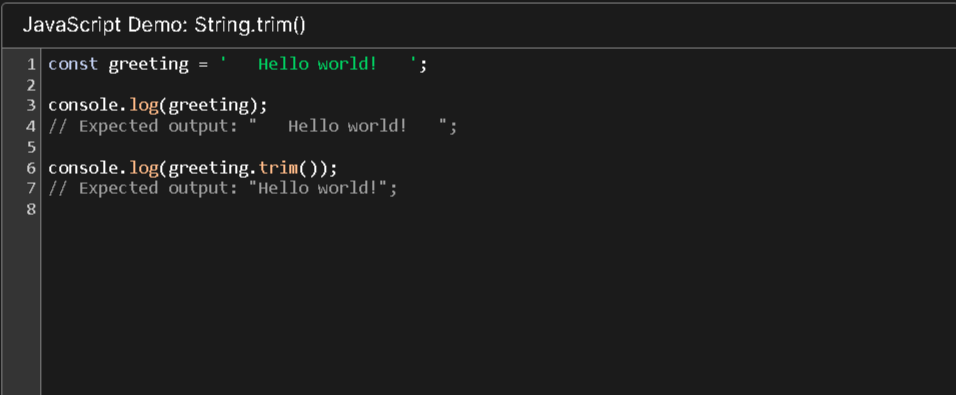 JavaScript Demo: String.trim()
1 const greeting = '   Hello world!   ';
2
3 console.log(greeting);
4 // Expected output: "   Hello world!   ";
5
6 console.log(greeting.trim());
7 // Expected output: "Hello world!";
8